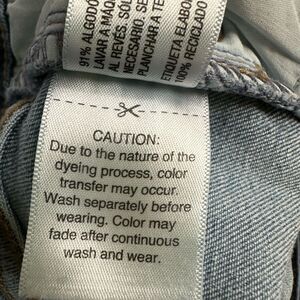 91% ALGODÓ
LAVAR A MÁQ
AL REVÉS. SÓLO
NECESARIO. SE
PLANCHAR A TE
ETIQUETA ELABO
100% RECICLADO
CAUTION:
Due to the nature of the
dyeing process, color
transfer may occur.
Wash separately before
wearing. Color may
fade after continuous
wash and wear.